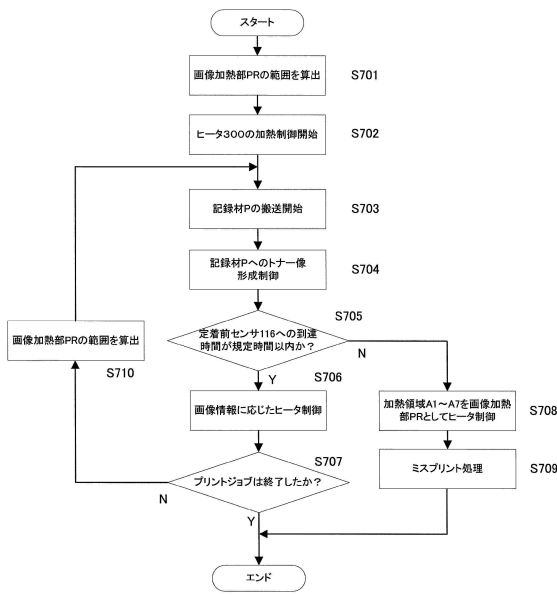 スタート
画像加熱部PRの範囲を算出
S701
ヒータ300の加熱制御開始
S702
記録材Pの搬送開始
S703
記録材Pへのトナー像
形成制御
S704
定着前センサ116への到達
時間が規定時間以内か?
S705
N
Y
画像加熱部PRの範囲を算出
S710
S706
画像情報に応じたヒータ制御
加熱領域A1~A7を画像加熱
部PRとしてヒータ制御
S708
プリントジョブは終了したか?
S707
N
Y
ミスプリント処理
S709
エンド